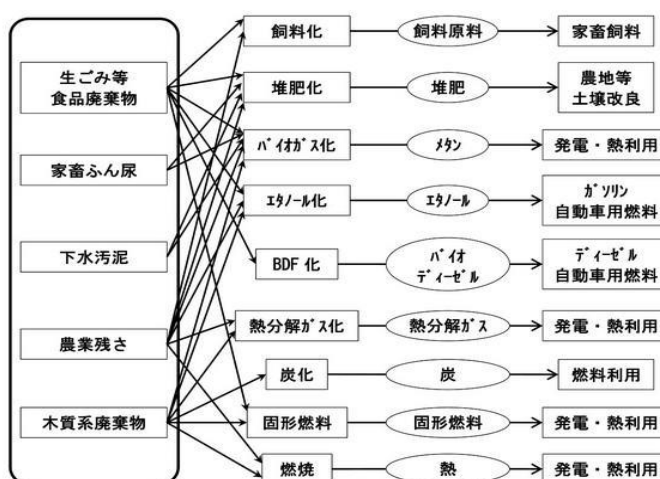 生ごみ等
食品廃棄物
家畜ふん尿
下水汚泥
農業残さ
木質系廃棄物
飼料化
飼料原料
家畜飼料
堆肥化
堆肥
農地等
土壌改良
ﾊﾞｲｵｶﾞｽ化
ﾒﾀﾝ
発電・熱利用
ｴﾀﾉｰﾙ化
ｴﾀﾉｰﾙ
ｶﾞｿﾘﾝ
自動車用燃料
BDF 化
ﾊﾞｲｵ
ﾃﾞｨｰｾﾞﾙ
ﾃﾞｨｰｾﾞﾙ
自動車用燃料
熱分解ｶﾞｽ化
熱分解ｶﾞｽ
発電・熱利用
炭化
炭
燃料利用
固形燃料
固形燃料
発電・熱利用
燃焼
熱
発電・熱利用